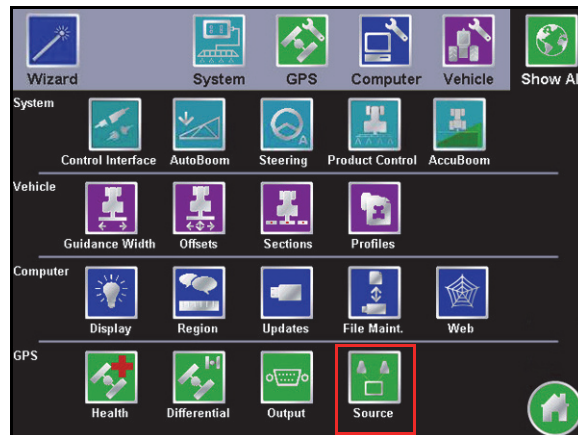 Wizard System GPS Computer Vehicle Show Al
System
Control Interface AutoBoom Steering Product Control AccuBoom
Vehicle
Guidance Width Offsets Sections Profiles
Computer
Display Region Updates File Maint. Web
GPS
Health Differential Output Source